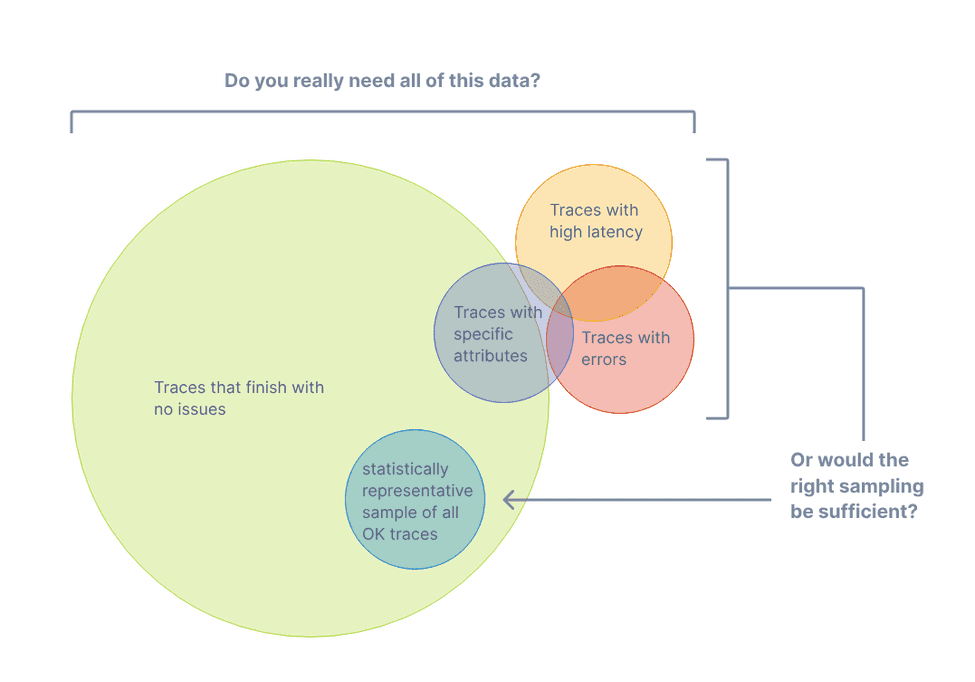 Do you really need all of this data?
Traces with
high latency
Traces with
specific
attributes
Traces with
errors
Traces that finish with
no issues
statistically
representative
sample of all
OK traces
Or would the
right sampling
be sufficient?